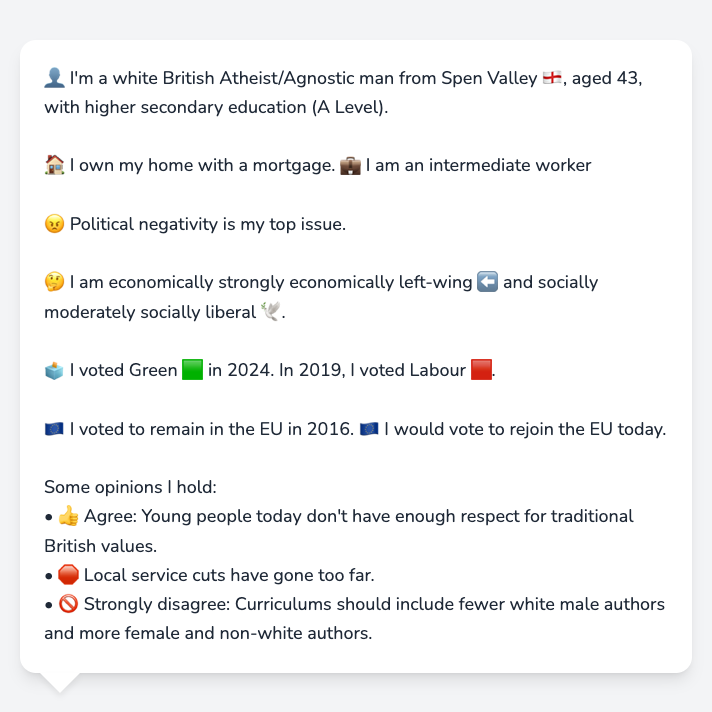 👤 I'm a white British Atheist/Agnostic man from Spen Valley 🏴󠁧󠁢󠁥󠁮󠁧󠁿, aged 43,
with higher secondary education (A Level).
🏠 I own my home with a mortgage. 💼 I am an intermediate worker
😠 Political negativity is my top issue.
🤔 I am economically strongly economically left-wing ⬅️ and socially
moderately socially liberal 🕊️.
🗳️ I voted Green 🟩 in 2024. In 2019, I voted Labour 🟥.
🇪🇺 I voted to remain in the EU in 2016. 🇪🇺 I would vote to rejoin the EU today.
Some opinions I hold:
• 👍 Agree: Young people today don't have enough respect for traditional
British values.
• 🛑 Local service cuts have gone too far.
• 🚫 Strongly disagree: Curriculums should include fewer white male authors
and more female and non-white authors.